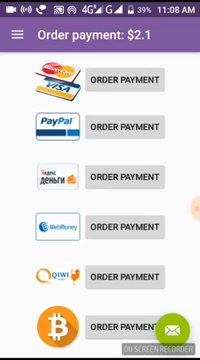 4G G 39% 11:08 AM
Order payment: $2.1
MasterCard
VISA
ORDER PAYMENT
PayPal
ORDER PAYMENT
Яндекс
деньги
ORDER PAYMENT
WebMoney
ORDER PAYMENT
QIWI
ORDER PAYMENT
ORDER PAYMENT
DU SCREEN RECORDER